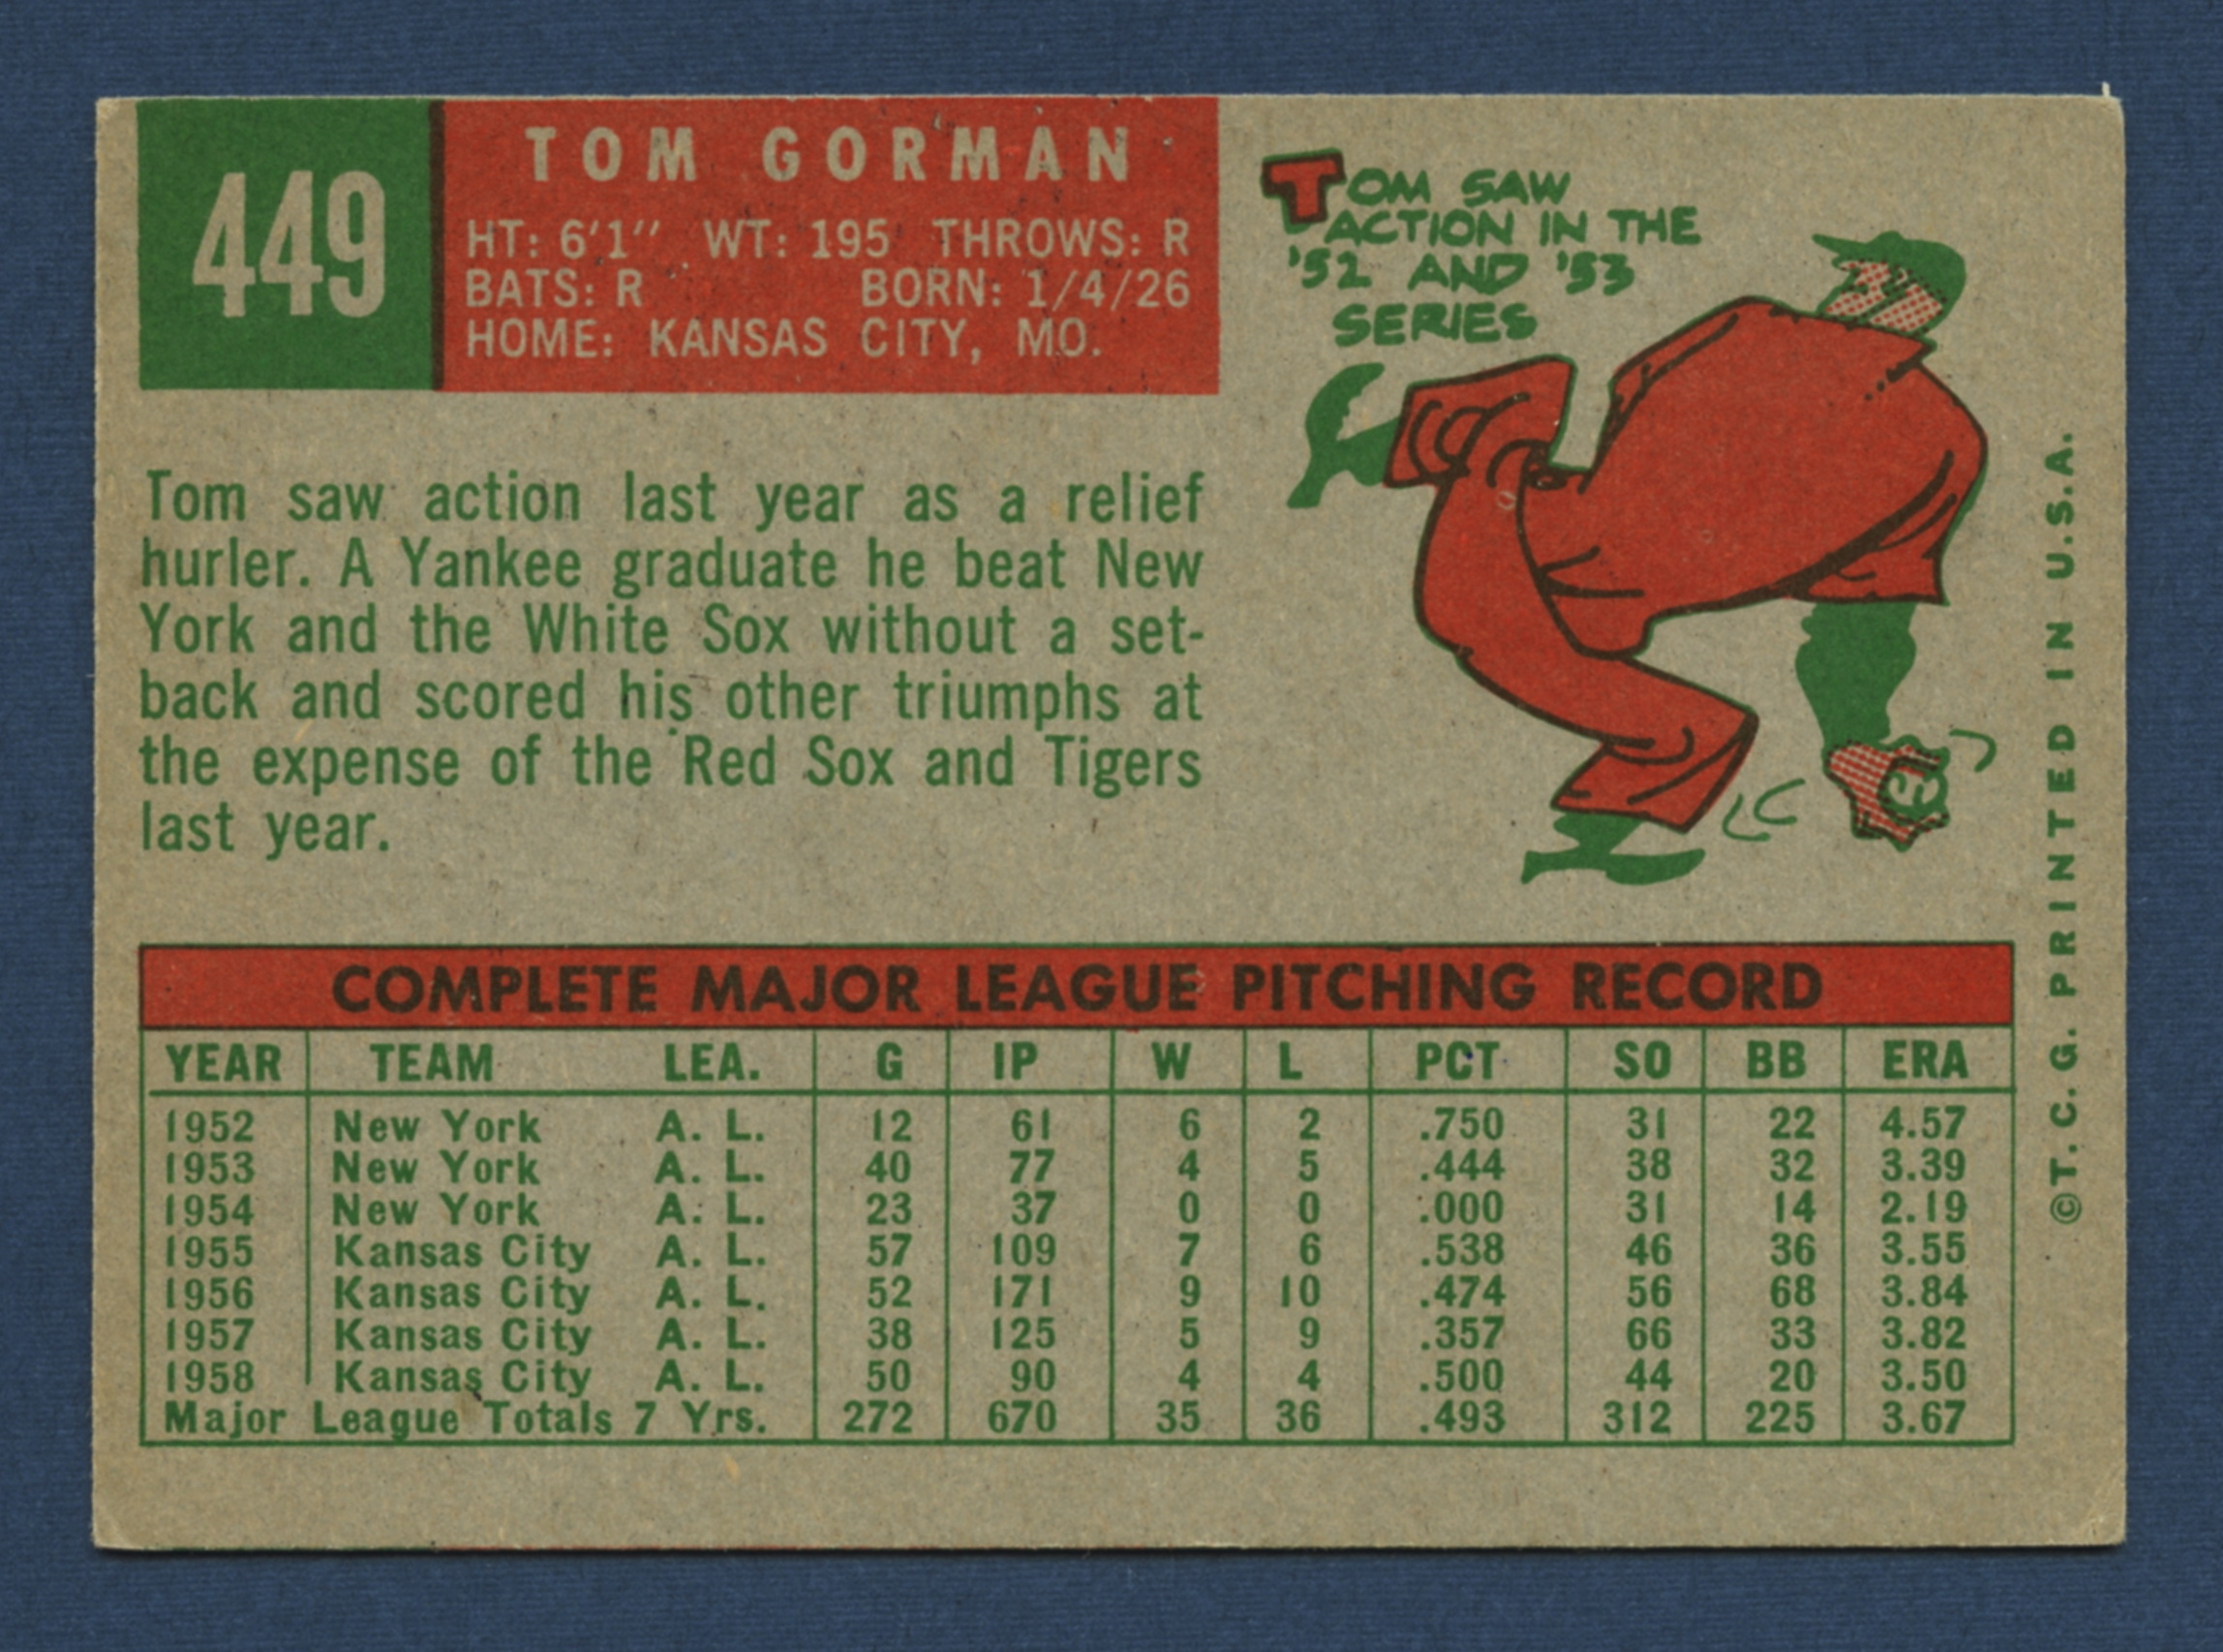 449
TOM GORMAN
HT: 6'1" WT: 195 THROWS: R
BATS: R BORN: 1/4/26
HOME: KANSAS CITY, MO.
TOM SAW
ACTION IN THE
'52 AND '53
SERIES
Tom saw action last year as a relief
hurler. A Yankee graduate he beat New
York and the White Sox without a set-
back and scored his other triumphs at
the expense of the Red Sox and Tigers
last year.
COMPLETE MAJOR LEAGUE PITCHING RECORD
YEAR TEAM LEA. G IP W L PCT SO BB ERA
1952 New York A. L. 12 61 6 2 .750 31 22 4.57
1953 New York A. L. 40 77 4 5 .444 38 32 3.39
1954 New York A. L. 23 37 0 0 .000 31 14 2.19
1955 Kansas City A. L. 57 109 7 6 .538 46 36 3.55
1956 Kansas City A. L. 52 171 9 10 .474 56 68 3.84
1957 Kansas City A. L. 38 125 5 9 .357 66 33 3.82
1958 Kansas City A. L. 50 90 4 4 .500 44 20 3.50
Major League Totals 7 Yrs. 272 670 35 36 .493 312 225 3.67
©T. C. G. PRINTED IN U.S.A.